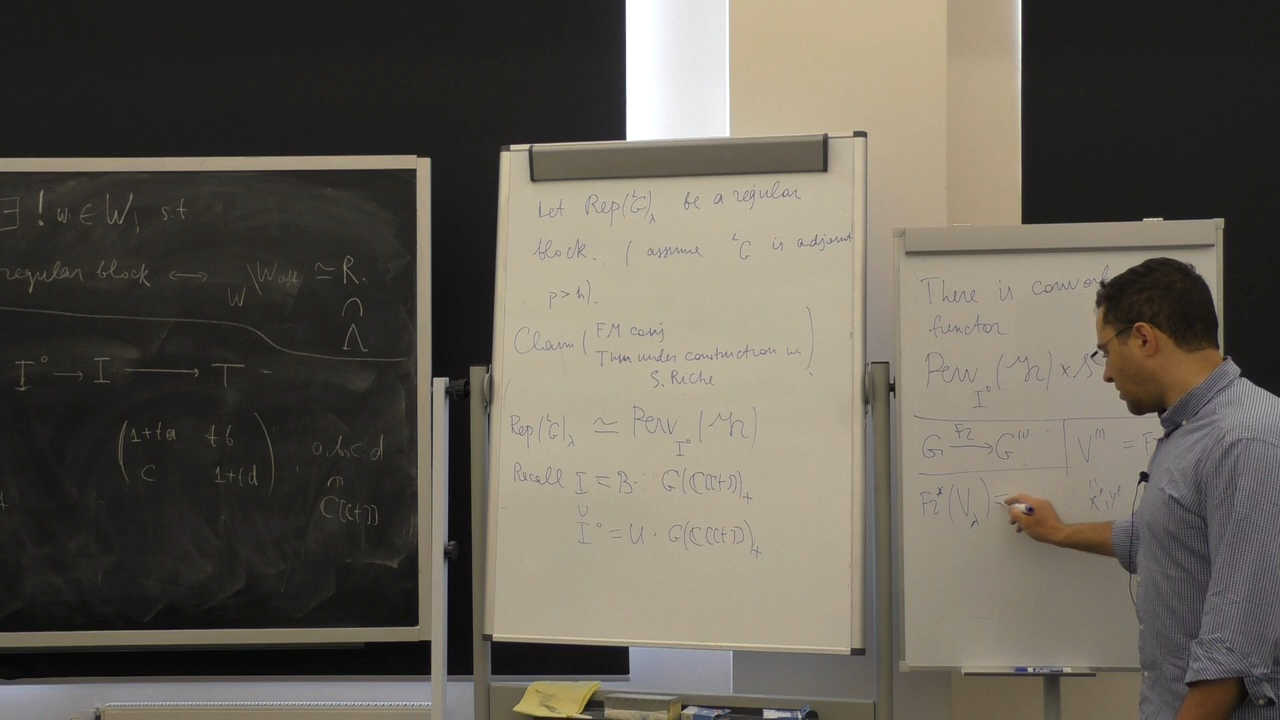 ∃ ! w ∈ W, s.t
regular block ⟷ W\W aff ≃ R.
∩
Λ
I° → I ⟶ T
(1+ta tb
c 1+td) a,b,c,d
↑
C[[t]]
Let Rep(ᴸG)_λ be a regular
block. ( assume ᴸG is adjoint
p>h).
Claim ( FM conj
Thm under construction w
S. Riche )
Rep(ᴸG)_λ ≃ Perv_I° ( )
Recall I = B · G(C[[t]])_+
∪
I° = U · G(C[[t]])_+
There is
functor
Perv_I° ( ) ×
G —Fr→ G⁽¹⁾ | V⁽¹⁾ =
Fr*(V_λ) =